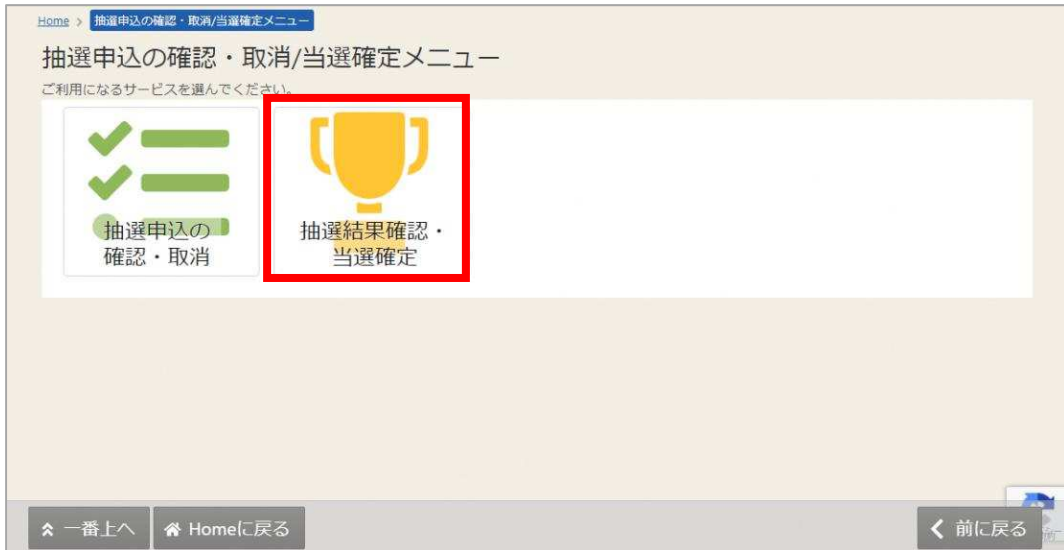 Home > 抽選申込の確認・取消/当選確定メニュー
抽選申込の確認・取消/当選確定メニュー
ご利用になるサービスを選んでください。
抽選申込の
確認・取消
抽選結果確認・
当選確定
一番上へ
Homeに戻る
前に戻る